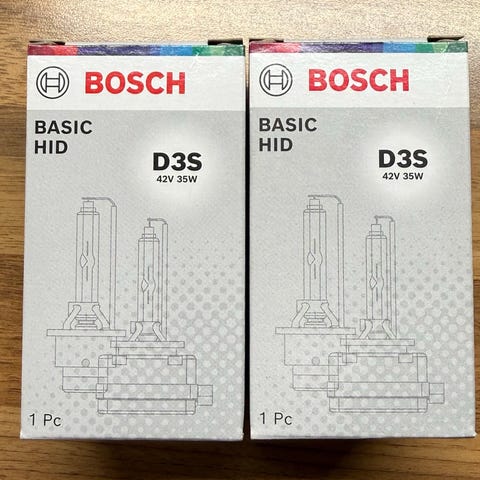 BOSCH
BASIC
HID
D3S
42V 35W
1 Pc
BOSCH
BASIC
HID
D3S
42V 35W
1 Pc